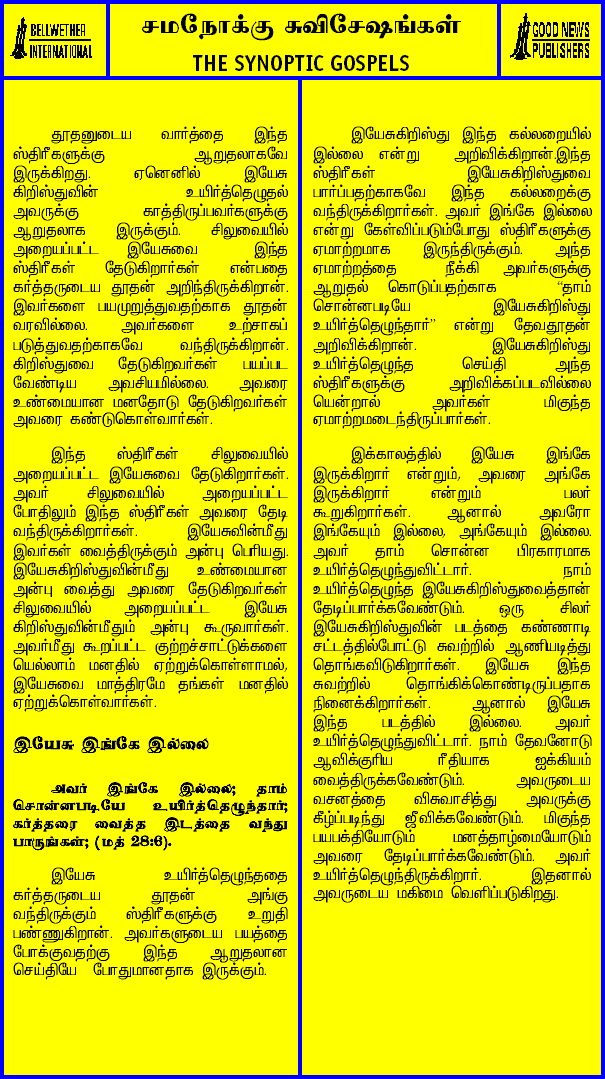 BELLWETHER
INTERNATIONAL
சமநோக்கு சுவிசேஷங்கள்
THE SYNOPTIC GOSPELS
GOOD NEWS
PUBLISHERS
தூதனுடைய வார்த்தை இந்த
ஸ்திரீகளுக்கு ஆறுதலாகவே
இருக்கிறது. ஏனெனில் இயேசு
கிறிஸ்துவின் உயிர்த்தெழுதல்
அவருக்கு காத்திருப்பவர்களுக்கு
ஆறுதலாக இருக்கும். சிலுவையில்
அறையப்பட்ட இயேசுவை இந்த
ஸ்திரீகள் தேடுகிறார்கள் என்பதை
கர்த்தருடைய தூதன் அறிந்திருக்கிறான்.
இவர்களை பயமுறுத்துவதற்காக தூதன்
வரவில்லை. அவர்களை உற்சாகப்
படுத்துவதற்காகவே வந்திருக்கிறான்.
கிறிஸ்துவை தேடுகிறவர்கள் பயப்பட
வேண்டிய அவசியமில்லை. அவரை
உண்மையான மனதோடு தேடுகிறவர்கள்
அவரை கண்டுகொள்வார்கள்.
இந்த ஸ்திரீகள் சிலுவையில்
அறையப்பட்ட இயேசுவை தேடுகிறார்கள்.
அவர் சிலுவையில் அறையப்பட்ட
போதிலும் இந்த ஸ்திரீகள் அவரை தேடி
வந்திருக்கிறார்கள். இயேசுவின்மீது
இவர்கள் வைத்திருக்கும் அன்பு பெரியது.
இயேசுகிறிஸ்துவின்மீது உண்மையான
அன்பு வைத்து அவரை தேடுகிறவர்கள்
சிலுவையில் அறையப்பட்ட இயேசு
கிறிஸ்துவின்மீதும் அன்பு கூருவார்கள்.
அவர்மீது கூறப்பட்ட குற்றச்சாட்டுக்களை
யெல்லாம் மனதில் ஏற்றுக்கொள்ளாமல்,
இயேசுவை மாத்திரமே தங்கள் மனதில்
ஏற்றுக்கொள்வார்கள்.
இயேசு இங்கே இல்லை
அவர் இங்கே இல்லை; தாம்
சொன்னபடியே உயிர்த்தெழுந்தார்;
கர்த்தரை வைத்த இடத்தை வந்து
பாருங்கள்; (மத் 28:6).
இயேசு உயிர்த்தெழுந்ததை
கர்த்தருடைய தூதன் அங்கு
வந்திருக்கும் ஸ்திரீகளுக்கு உறுதி
பண்ணுகிறான். அவர்களுடைய பயத்தை
போக்குவதற்கு இந்த ஆறுதலான
செய்தியே போதுமானதாக இருக்கும்.
இயேசுகிறிஸ்து இந்த கல்லறையில்
இல்லை என்று அறிவிக்கிறான்.இந்த
ஸ்திரீகள் இயேசுகிறிஸ்துவை
பார்ப்பதற்காகவே இந்த கல்லறைக்கு
வந்திருக்கிறார்கள். அவர் இங்கே இல்லை
என்று கேள்விப்படும்போது ஸ்திரீகளுக்கு
ஏமாற்றமாக இருந்திருக்கும். அந்த
ஏமாற்றத்தை நீக்கி அவர்களுக்கு
ஆறுதல் கொடுப்பதற்காக “தாம்
சொன்னபடியே இயேசுகிறிஸ்து
உயிர்த்தெழுந்தார்” என்று தேவதூதன்
அறிவிக்கிறான். இயேசுகிறிஸ்து
உயிர்த்தெழுந்த செய்தி அந்த
ஸ்திரீகளுக்கு அறிவிக்கப்படவில்லை
யென்றால் அவர்கள் மிகுந்த
ஏமாற்றமடைந்திருப்பார்கள்.
இக்காலத்தில் இயேசு இங்கே
இருக்கிறார் என்றும், அவரை அங்கே
இருக்கிறார் என்றும் பலர்
கூறுகிறார்கள். ஆனால் அவரோ
இங்கேயும் இல்லை, அங்கேயும் இல்லை.
அவர் தாம் சொன்ன பிரகாரமாக
உயிர்த்தெழுந்துவிட்டார். நாம்
உயிர்த்தெழுந்த இயேசுகிறிஸ்துவைத்தான்
தேடிப்பார்க்கவேண்டும். ஒரு சிலர்
இயேசுகிறிஸ்துவின் படத்தை கண்ணாடி
சட்டத்தில்போட்டு சுவற்றில் ஆணியடித்து
தொங்கவிடுகிறார்கள். இயேசு இந்த
சுவற்றில் தொங்கிக்கொண்டிருப்பதாக
நினைக்கிறார்கள். ஆனால் இயேசு
இந்த படத்தில் இல்லை. அவர்
உயிர்த்தெழுந்துவிட்டார். நாம் தேவனோடு
ஆவிக்குரிய ரீதியாக ஐக்கியம்
வைத்திருக்கவேண்டும். அவருடைய
வசனத்தை விசுவாசித்து அவருக்கு
கீழ்ப்படிந்து ஜீவிக்கவேண்டும். மிகுந்த
பயபக்தியோடும் மனத்தாழ்மையோடும்
அவரை தேடிப்பார்க்கவேண்டும். அவர்
உயிர்த்தெழுந்திருக்கிறார். இதனால்
அவருடைய மகிமை வெளிப்படுகிறது.